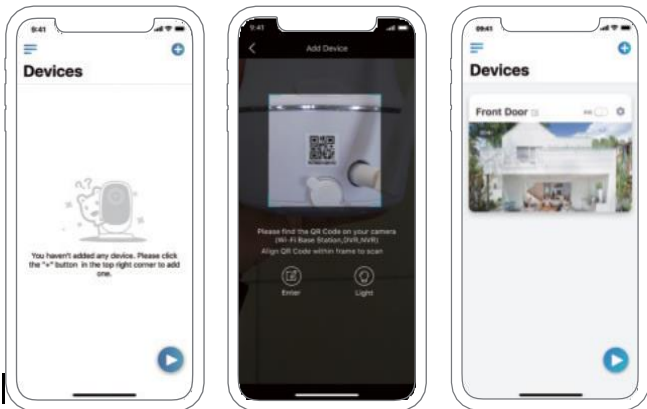 9:41
Devices
You haven't added any device. Please click
the "+" button in the top right corner to add
one.
9:41
Add Device
Please find the QR Code on your camera
(Wi-Fi Base Station,DVR,NVR)
Align QR Code within frame to scan
Enter
Light
09:41
Devices
Front Door